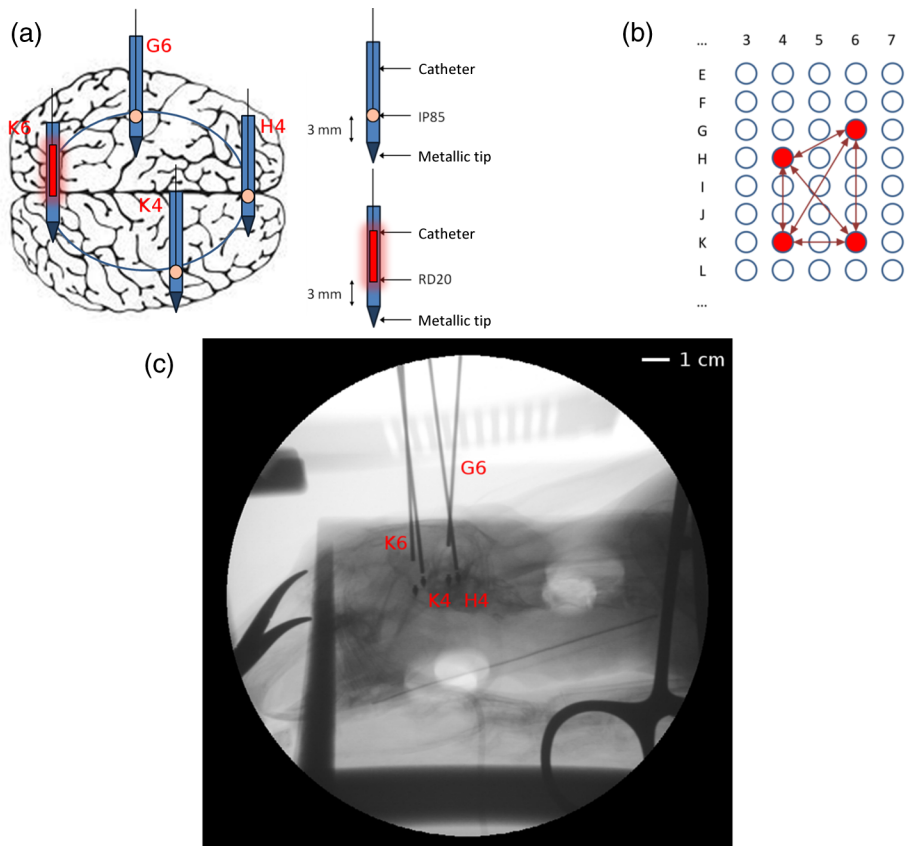 (a)
G6
K6
H4
K4
Catheter
IP85
3 mm
Metallic tip
Catheter
RD20
3 mm
Metallic tip
(b)
... 3 4 5 6 7
E
F
G
H
I
J
K
L
...
(c)
1 cm
G6
K6
K4 H4